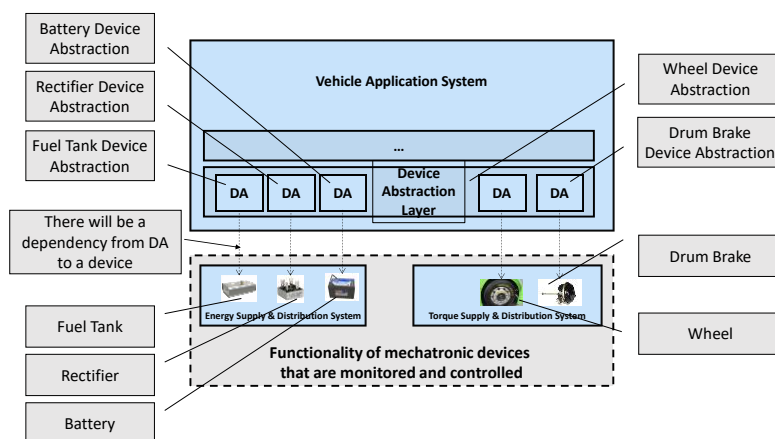 Battery Device
Abstraction
Rectifier Device
Abstraction
Fuel Tank Device
Abstraction
There will be a
dependency from DA
to a device
Fuel Tank
Rectifier
Battery
Vehicle Application System
...
Device
Abstraction
Layer
DA
DA
DA
DA
DA
Energy Supply & Distribution System
Torque Supply & Distribution System
Functionality of mechatronic devices
that are monitored and controlled
Wheel Device
Abstraction
Drum Brake
Device Abstraction
Drum Brake
Wheel